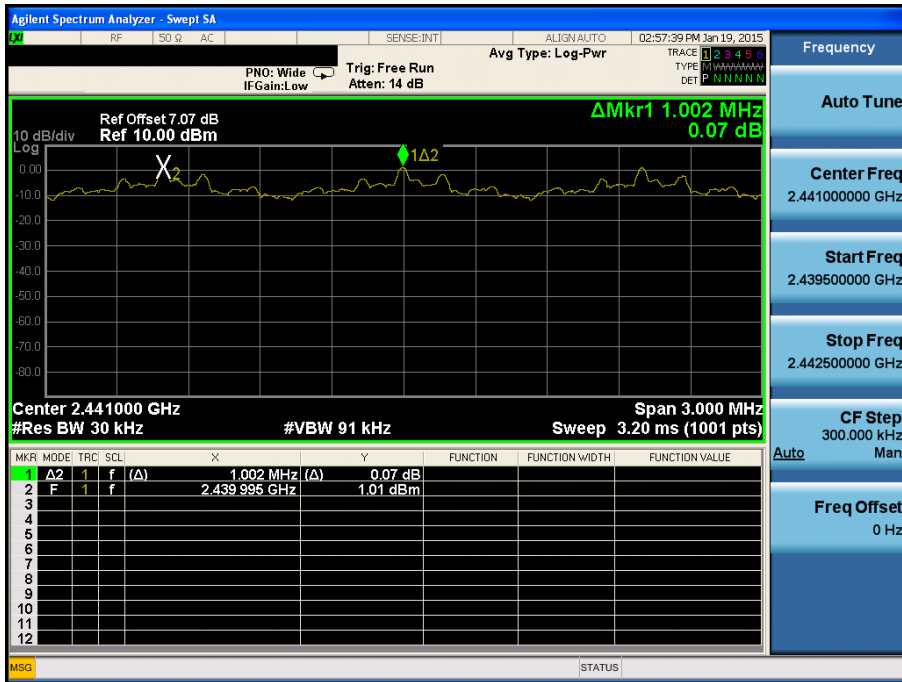 Agilent Spectrum Analyzer - Swept SA
LXI RF 50 Ω AC SENSE:INT ALIGN AUTO 02:57:39 PM Jan 19, 2015
PNO: Wide IFGain:Low
Trig: Free Run Atten: 14 dB
Avg Type: Log-Pwr
TRACE 1 2 3 4 5 6
TYPE M WWWWW
DET P N N N N N
ΔMkr1 1.002 MHz
0.07 dB
Ref Offset 7.07 dB
10 dB/div Ref 10.00 dBm
Log
1Δ2
2
0.00
-10.0
-20.0
-30.0
-40.0
-50.0
-60.0
-70.0
-80.0
Center 2.441000 GHz Span 3.000 MHz
#Res BW 30 kHz #VBW 91 kHz Sweep 3.20 ms (1001 pts)
MKR MODE TRC SCL X Y FUNCTION FUNCTION WIDTH FUNCTION VALUE
1 Δ2 1 f (Δ) 1.002 MHz (Δ) 0.07 dB
2 F 1 f 2.439 995 GHz 1.01 dBm
3
4
5
6
7
8
9
10
11
12
MSG STATUS
Frequency
Auto Tune
Center Freq
2.441000000 GHz
Start Freq
2.439500000 GHz
Stop Freq
2.442500000 GHz
CF Step
300.000 kHz
Auto Man
Freq Offset
0 Hz